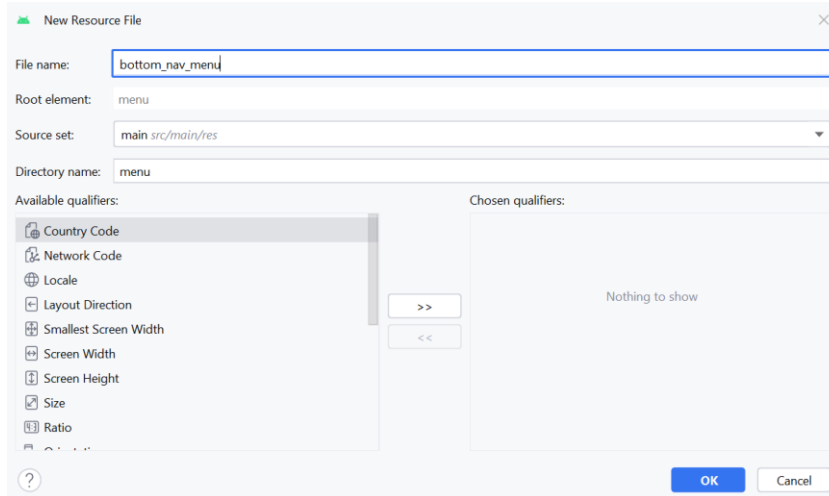 New Resource File
File name: bottom_nav_menu
Root element: menu
Source set: main src/main/res
Directory name: menu
Available qualifiers:
Chosen qualifiers:
Country Code
Network Code
Locale
Layout Direction
Smallest Screen Width
Screen Width
Screen Height
Size
Ratio
>>
<<
Nothing to show
?
OK
Cancel